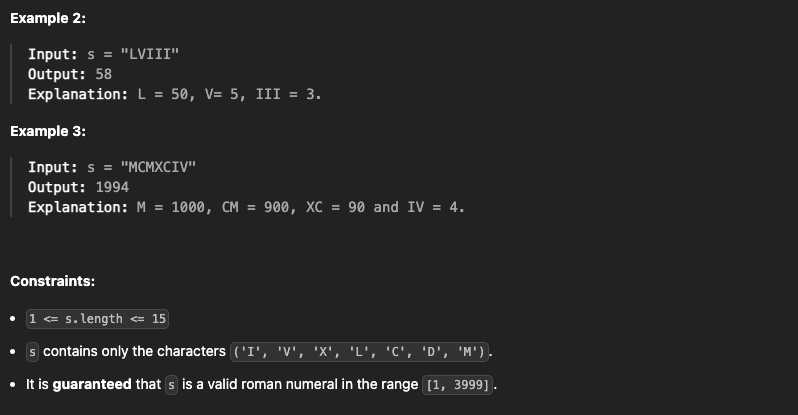 Example 2:
Input: s = "LVIII"
Output: 58
Explanation: L = 50, V= 5, III = 3.
Example 3:
Input: s = "MCMXCIV"
Output: 1994
Explanation: M = 1000, CM = 900, XC = 90 and IV = 4.
Constraints:
• 1 <= s.length <= 15
• s contains only the characters ('I', 'V', 'X', 'L', 'C', 'D', 'M').
• It is guaranteed that s is a valid roman numeral in the range [1, 3999].